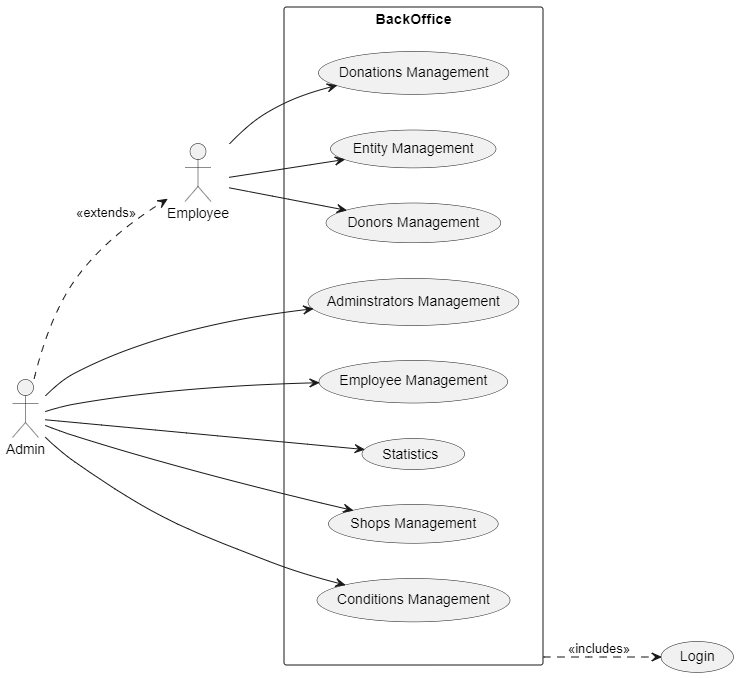 BackOffice
Donations Management
Entity Management
Employee
«extends»
Donors Management
Adminstrators Management
Employee Management
Admin
Statistics
Shops Management
Conditions Management
«includes»
Login